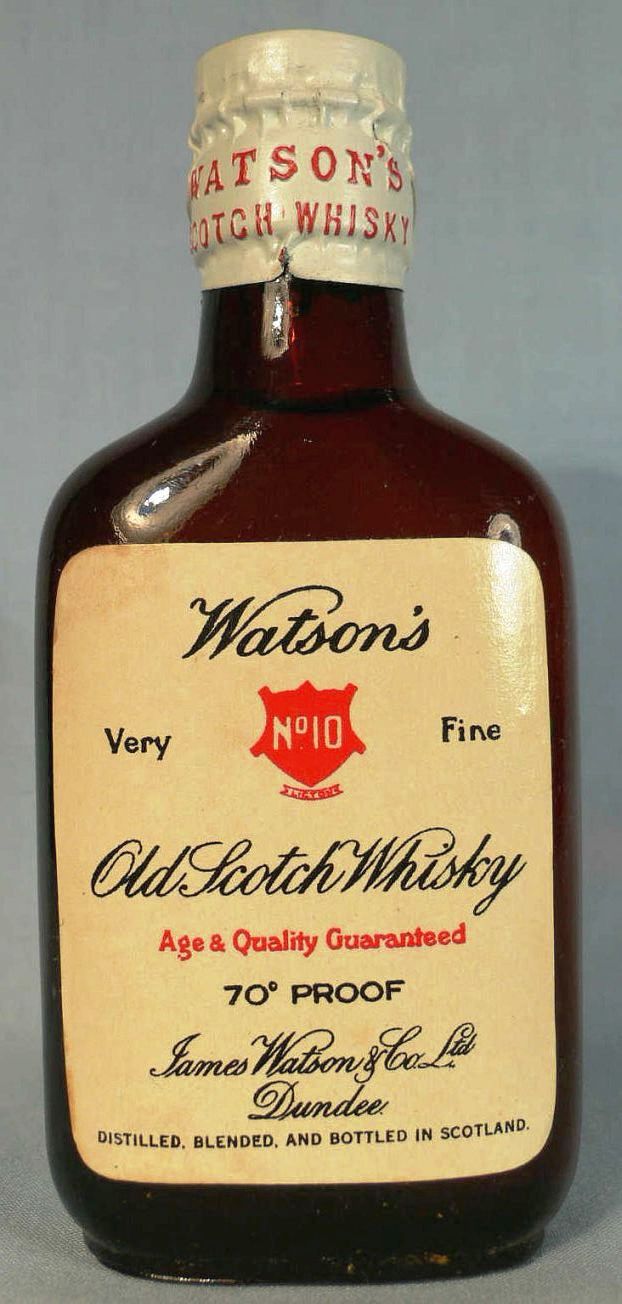 WATSON'S
SCOTCH WHISKY
Watson's
Very Nº10 Fine
Old Scotch Whisky
Age & Quality Guaranteed
70° PROOF
James Watson & Co. Ltd
Dundee.
DISTILLED, BLENDED, AND BOTTLED IN SCOTLAND.